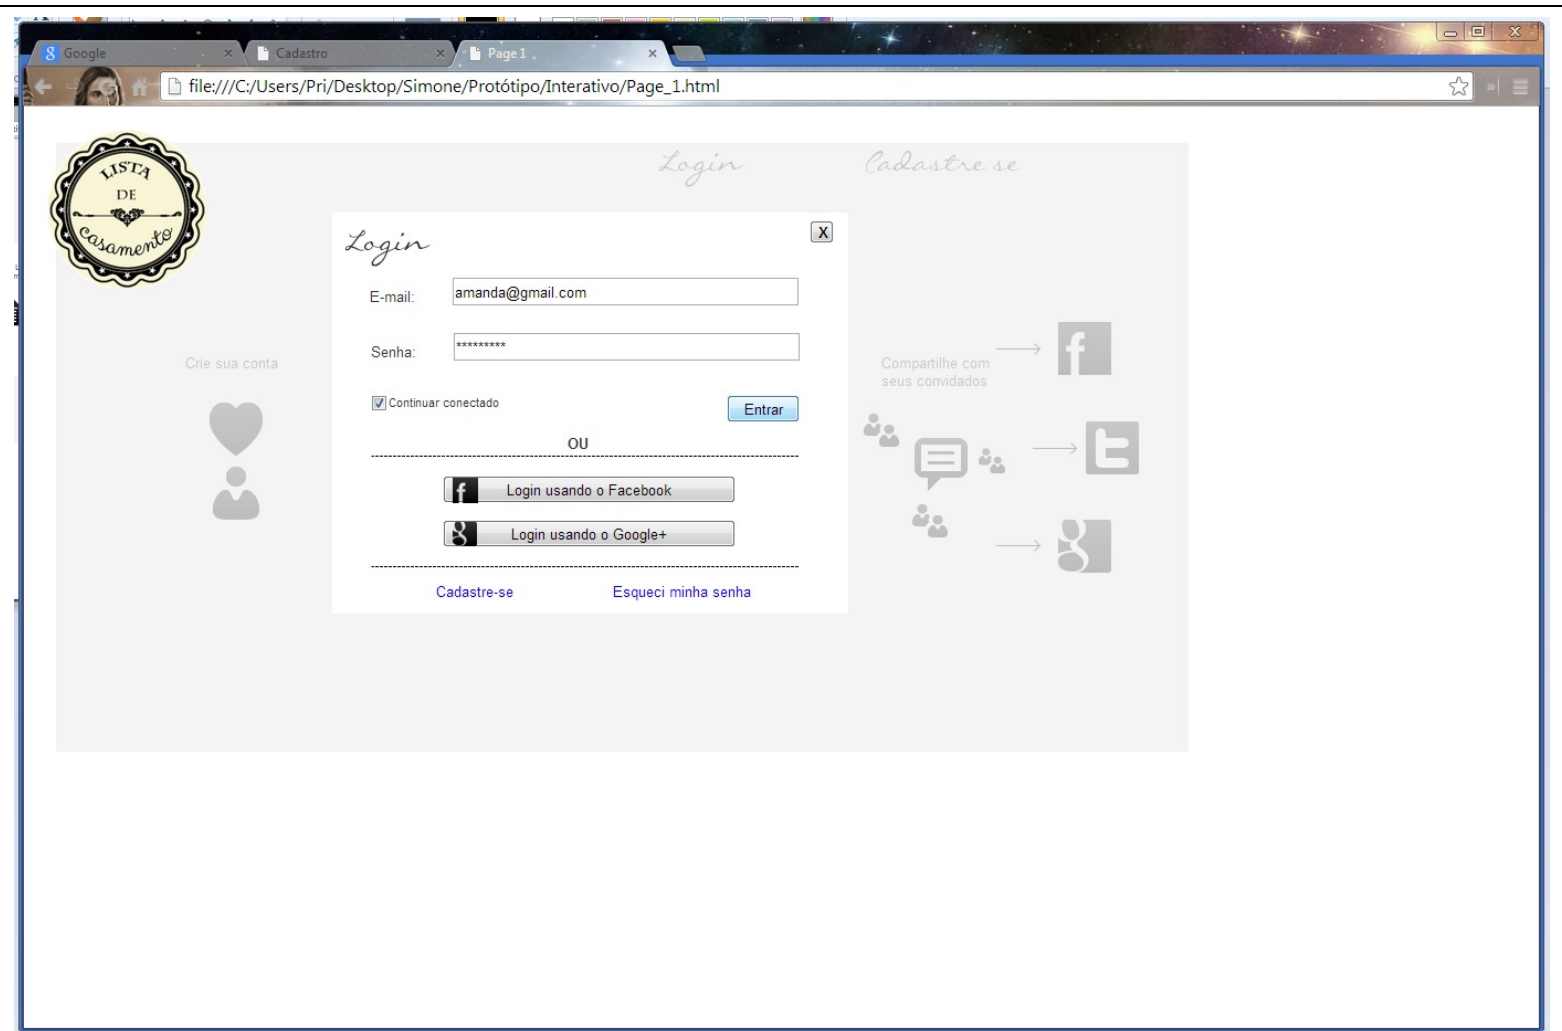 Google
Cadastro
Page 1
file:///C:/Users/Pri/Desktop/Simone/Protótipo/Interativo/Page_1.html
LISTA
DE
Casamento
Login
Cadastre se
Login
X
E-mail:
amanda@gmail.com
Senha:
*********
Continuar conectado
Entrar
OU
Login usando o Facebook
Login usando o Google+
Cadastre-se
Esqueci minha senha
Crie sua conta
Compartilhe com
seus convidados